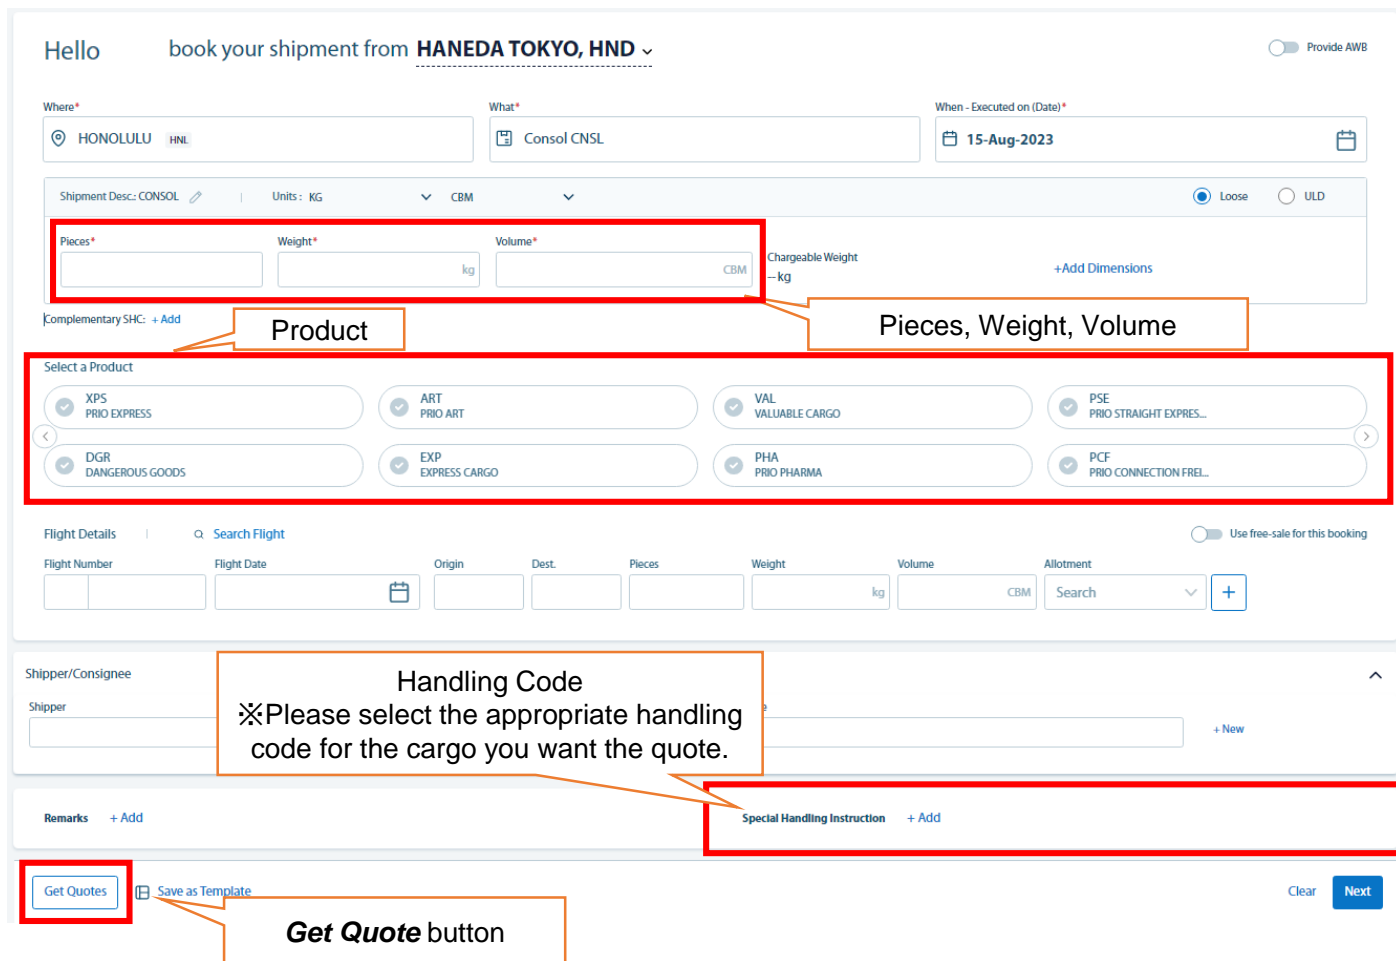 Hello book your shipment from HANEDA TOKYO, HND
Provide AWB
Where* What* When - Executed on (Date)*
HONOLULU HNL Consol CNSL 15-Aug-2023
Shipment Desc.: CONSOL Units : KG CBM Loose ULD
Pieces* Weight* Volume*
kg CBM
Chargeable Weight
-- kg
+Add Dimensions
Pieces, Weight, Volume
Complementary SHC: + Add
Product
Select a Product
XPS
PRIO EXPRESS
ART
PRIO ART
VAL
VALUABLE CARGO
PSE
PRIO STRAIGHT EXPRES...
DGR
DANGEROUS GOODS
EXP
EXPRESS CARGO
PHA
PRIO PHARMA
PCF
PRIO CONNECTION FREI...
Flight Details Search Flight Use free-sale for this booking
Flight Number Flight Date Origin Dest. Pieces Weight Volume Allotment
kg CBM Search +
Shipper/Consignee
Shipper
+ New
Handling Code
※Please select the appropriate handling
code for the cargo you want the quote.
Remarks + Add Special Handling Instruction + Add
Get Quotes Save as Template Clear Next
Get Quote button